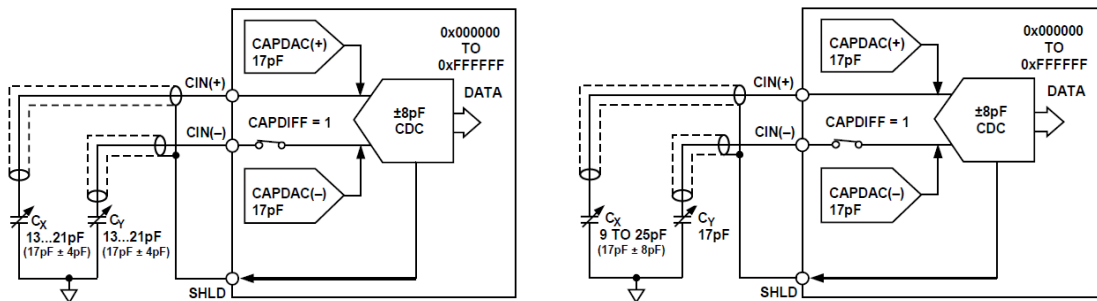 CAPDAC(+)
17pF
0x000000
TO
0xFFFFFF
DATA
CIN(+)
±8pF
CDC
CIN(–)
CAPDIFF = 1
CAPDAC(–)
17pF
CX
13...21pF
(17pF ± 4pF)
CY
13...21pF
(17pF ± 4pF)
SHLD
CAPDAC(+)
17pF
0x000000
TO
0xFFFFFF
DATA
CIN(+)
±8pF
CDC
CIN(–)
CAPDIFF = 1
CAPDAC(–)
17pF
CX
9 TO 25pF
(17pF ± 8pF)
CY
17pF
SHLD